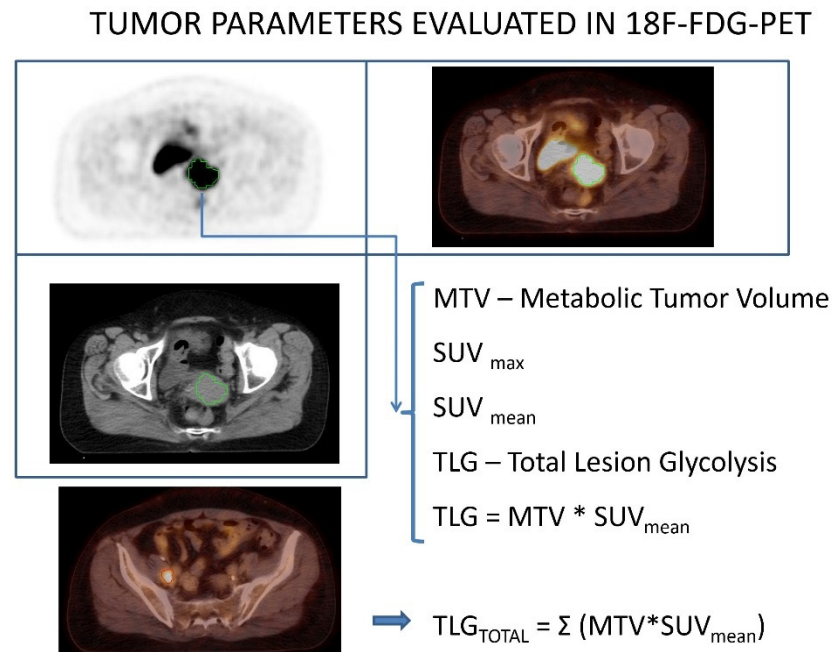 TUMOR PARAMETERS EVALUATED IN 18F-FDG-PET
MTV – Metabolic Tumor Volume
SUV max
SUV mean
TLG – Total Lesion Glycolysis
TLG = MTV * SUVmean
TLGTOTAL = Σ (MTV*SUVmean)